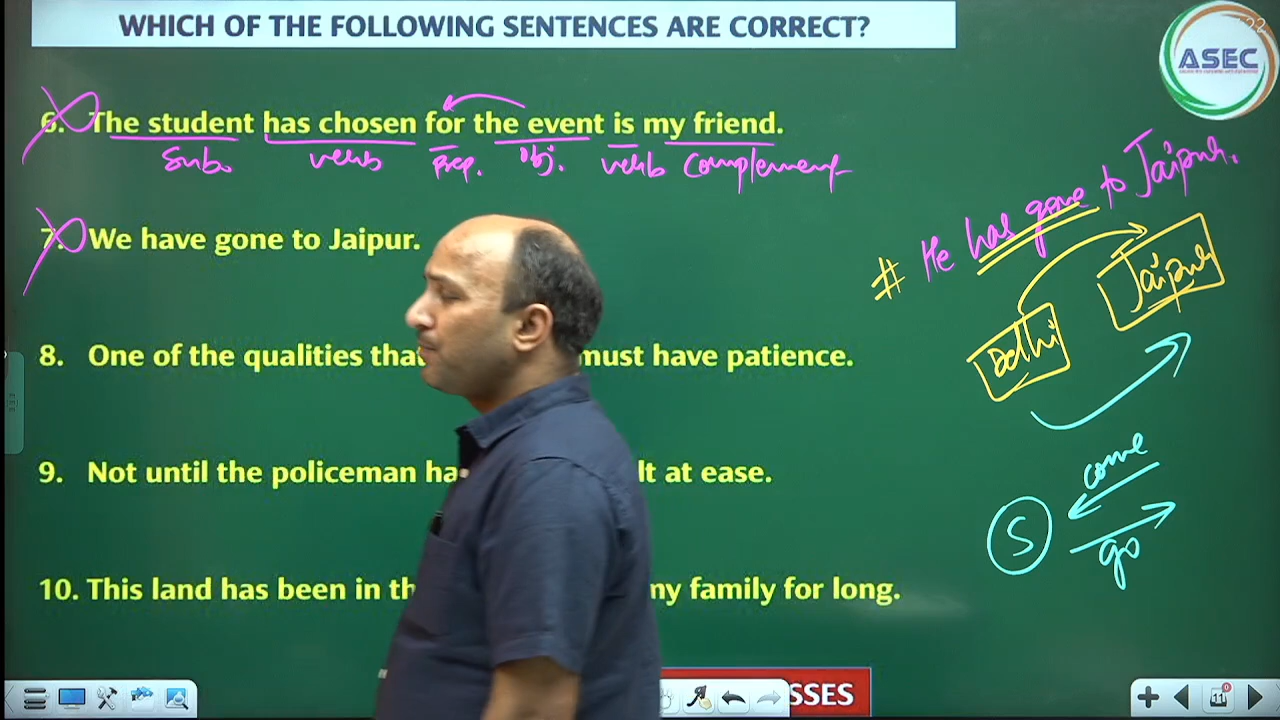 WHICH OF THE FOLLOWING SENTENCES ARE CORRECT?
22
ASEC
6. The student has chosen for the event is my friend.
Sub. verb Prep. obj. verb Complement
7. We have gone to Jaipur.
# He has gone to Jaipur.
Delhi
Jaipur
8. One of the qualities that must have patience.
9. Not until the policeman ha lt at ease.
come
S
go
10. This land has been in th my family for long.
SSES
11